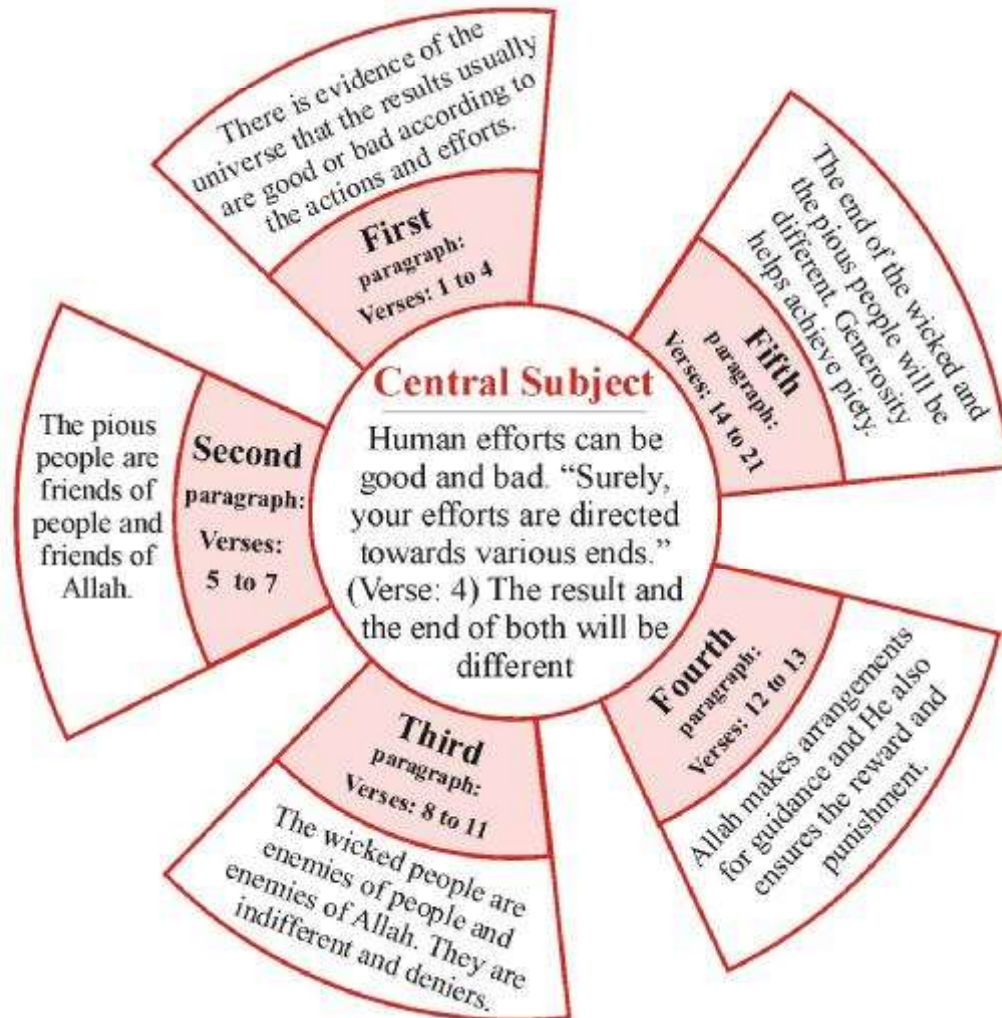 Central Subject
Human efforts can be
good and bad. “Surely,
your efforts are directed
towards various ends.”
(Verse: 4) The result and
the end of both will be
different
There is evidence of the
universe that the results usually
are good or bad according to
the actions and efforts.
First
paragraph:
Verses: 1 to 4
The pious
people are
friends of
people and
friends of
Allah.
Second
paragraph:
Verses:
5 to 7
Third
paragraph:
Verses: 8 to 11
The wicked people are
enemies of people and
enemies of Allah. They are
indifferent and deniers.
Fourth
paragraph:
Verses: 12 to 13
Allah makes arrangements
for guidance and He also
ensures the reward and
punishment.
The end of the wicked and
the pious people will be
different. Generosity
helps achieve piety.
Fifth
paragraph:
Verses: 14 to 21